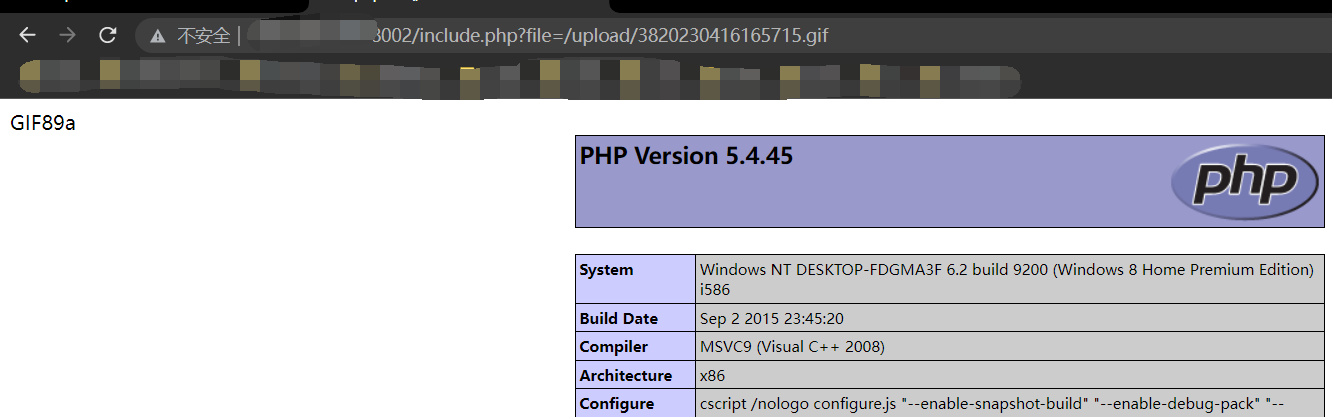 不安全 | 8002/include.php?file=/upload/3820230416165715.gif
GIF89a
PHP Version 5.4.45
php
System Windows NT DESKTOP-FDGMA3F 6.2 build 9200 (Windows 8 Home Premium Edition)
i586
Build Date Sep 2 2015 23:45:20
Compiler MSVC9 (Visual C++ 2008)
Architecture x86
Configure cscript /nologo configure.js "--enable-snapshot-build" "--enable-debug-pack" "--